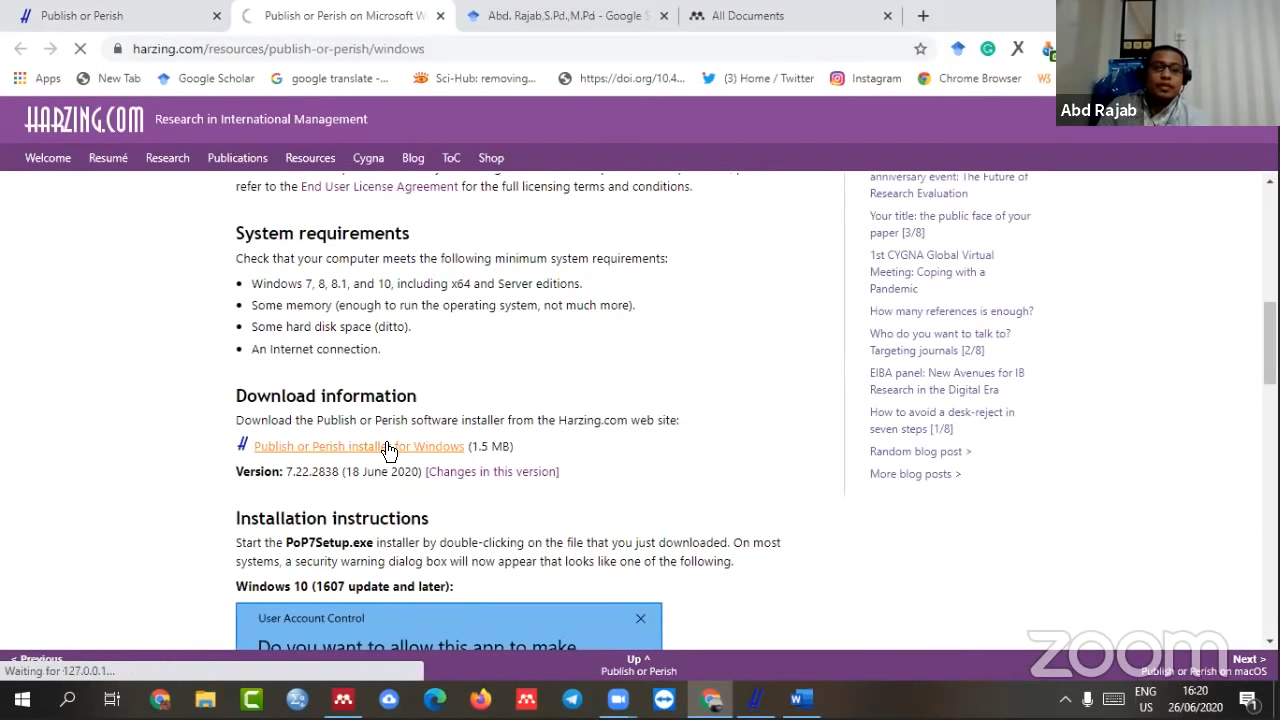 Publish or Perish
Publish or Perish on Microsoft W
Abd. Rajab,S.Pd.,M.Pd - Google S
All Documents
harzing.com/resources/publish-or-perish/windows
Apps
New Tab
Google Scholar
google translate -...
Sci-Hub: removing...
https://doi.org/10.4...
(3) Home / Twitter
Instagram
Chrome Browser
Abd Rajab
HARZING.COM
Research in International Management
Welcome
Resumé
Research
Publications
Resources
Cygna
Blog
ToC
Shop
refer to the End User License Agreement for the full licensing terms and conditions.
System requirements
Check that your computer meets the following minimum system requirements:
Windows 7, 8, 8.1, and 10, including x64 and Server editions.
Some memory (enough to run the operating system, not much more).
Some hard disk space (ditto).
An Internet connection.
Download information
Download the Publish or Perish software installer from the Harzing.com web site:
Publish or Perish installer for Windows (1.5 MB)
Version: 7.22.2838 (18 June 2020) [Changes in this version]
Installation instructions
Start the PoP7Setup.exe installer by double-clicking on the file that you just downloaded. On most
systems, a security warning dialog box will now appear that looks like one of the following.
Windows 10 (1607 update and later):
User Account Control
Do you want to allow this app to make
anniversary event: The Future of
Research Evaluation
Your title: the public face of your
paper [3/8]
1st CYGNA Global Virtual
Meeting: Coping with a
Pandemic
How many references is enough?
Who do you want to talk to?
Targeting journals [2/8]
EIBA panel: New Avenues for IB
Research in the Digital Era
How to avoid a desk-reject in
seven steps [1/8]
Random blog post >
More blog posts >
< Previous
Waiting for 127.0.0.1...
Up ^
Publish or Perish
Next >
Publish or Perish on macOS
zoom
ENG
US
16:20
26/06/2020